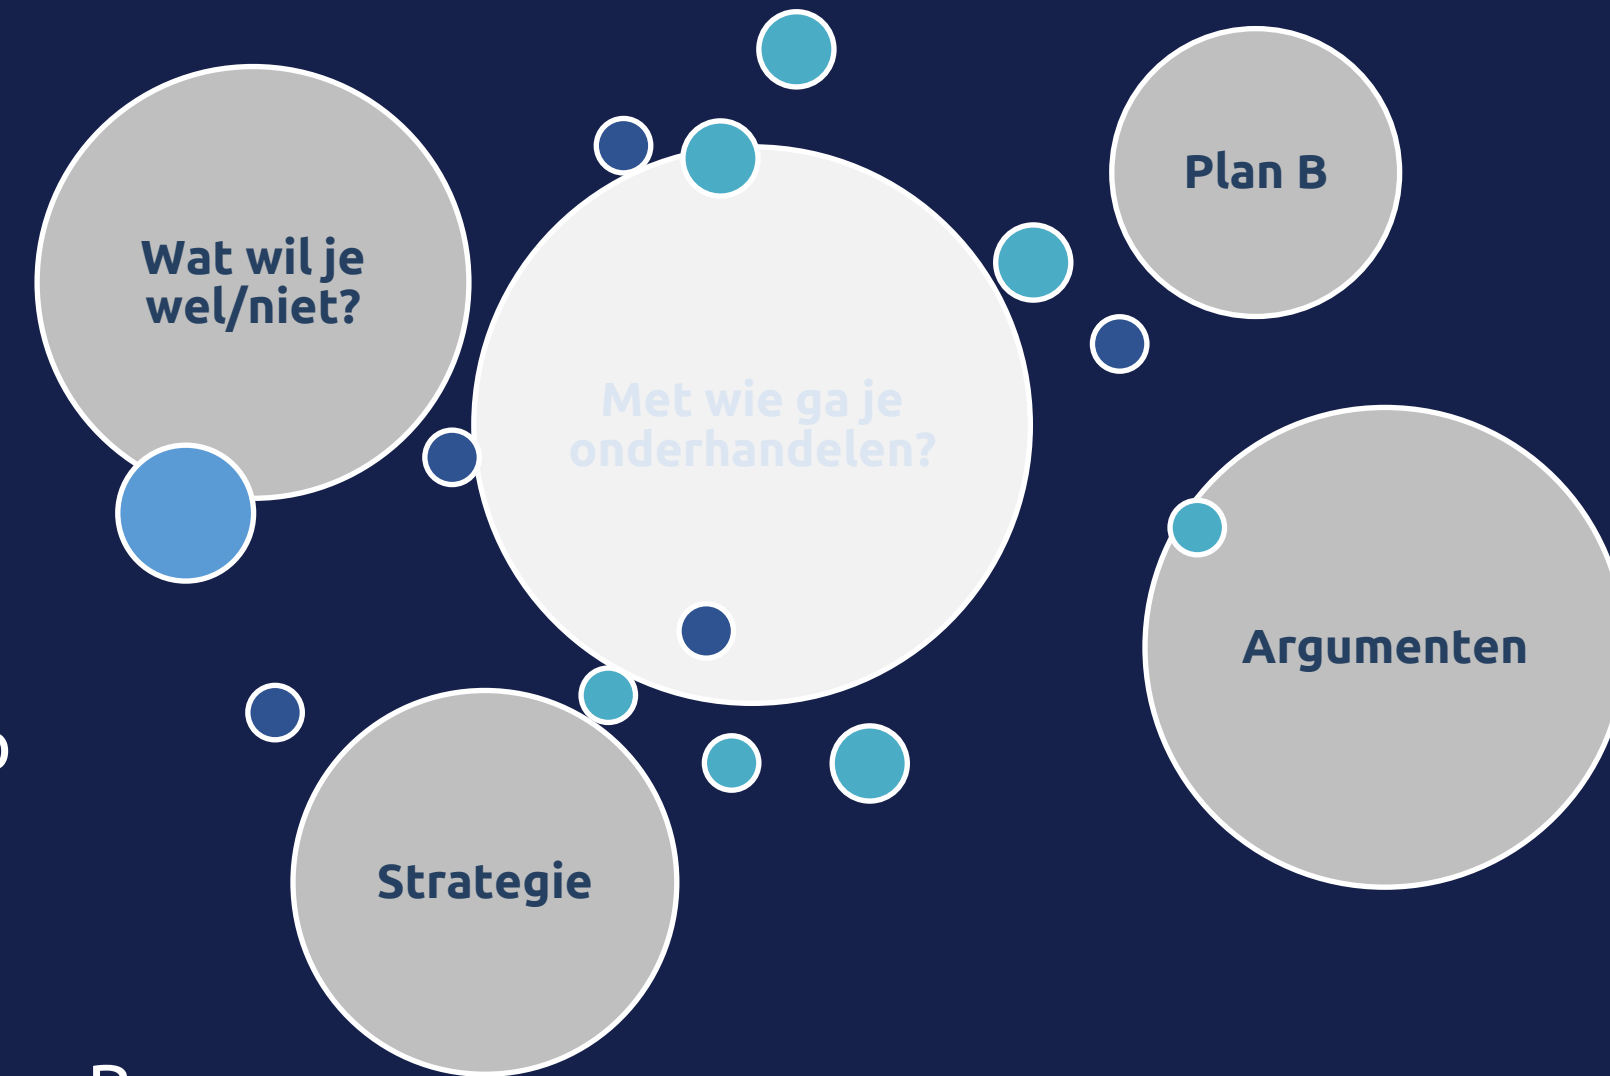 Plan B
Wat wil je
wel/niet?
Met wie ga je
onderhandelen?
Argumenten
Strategie